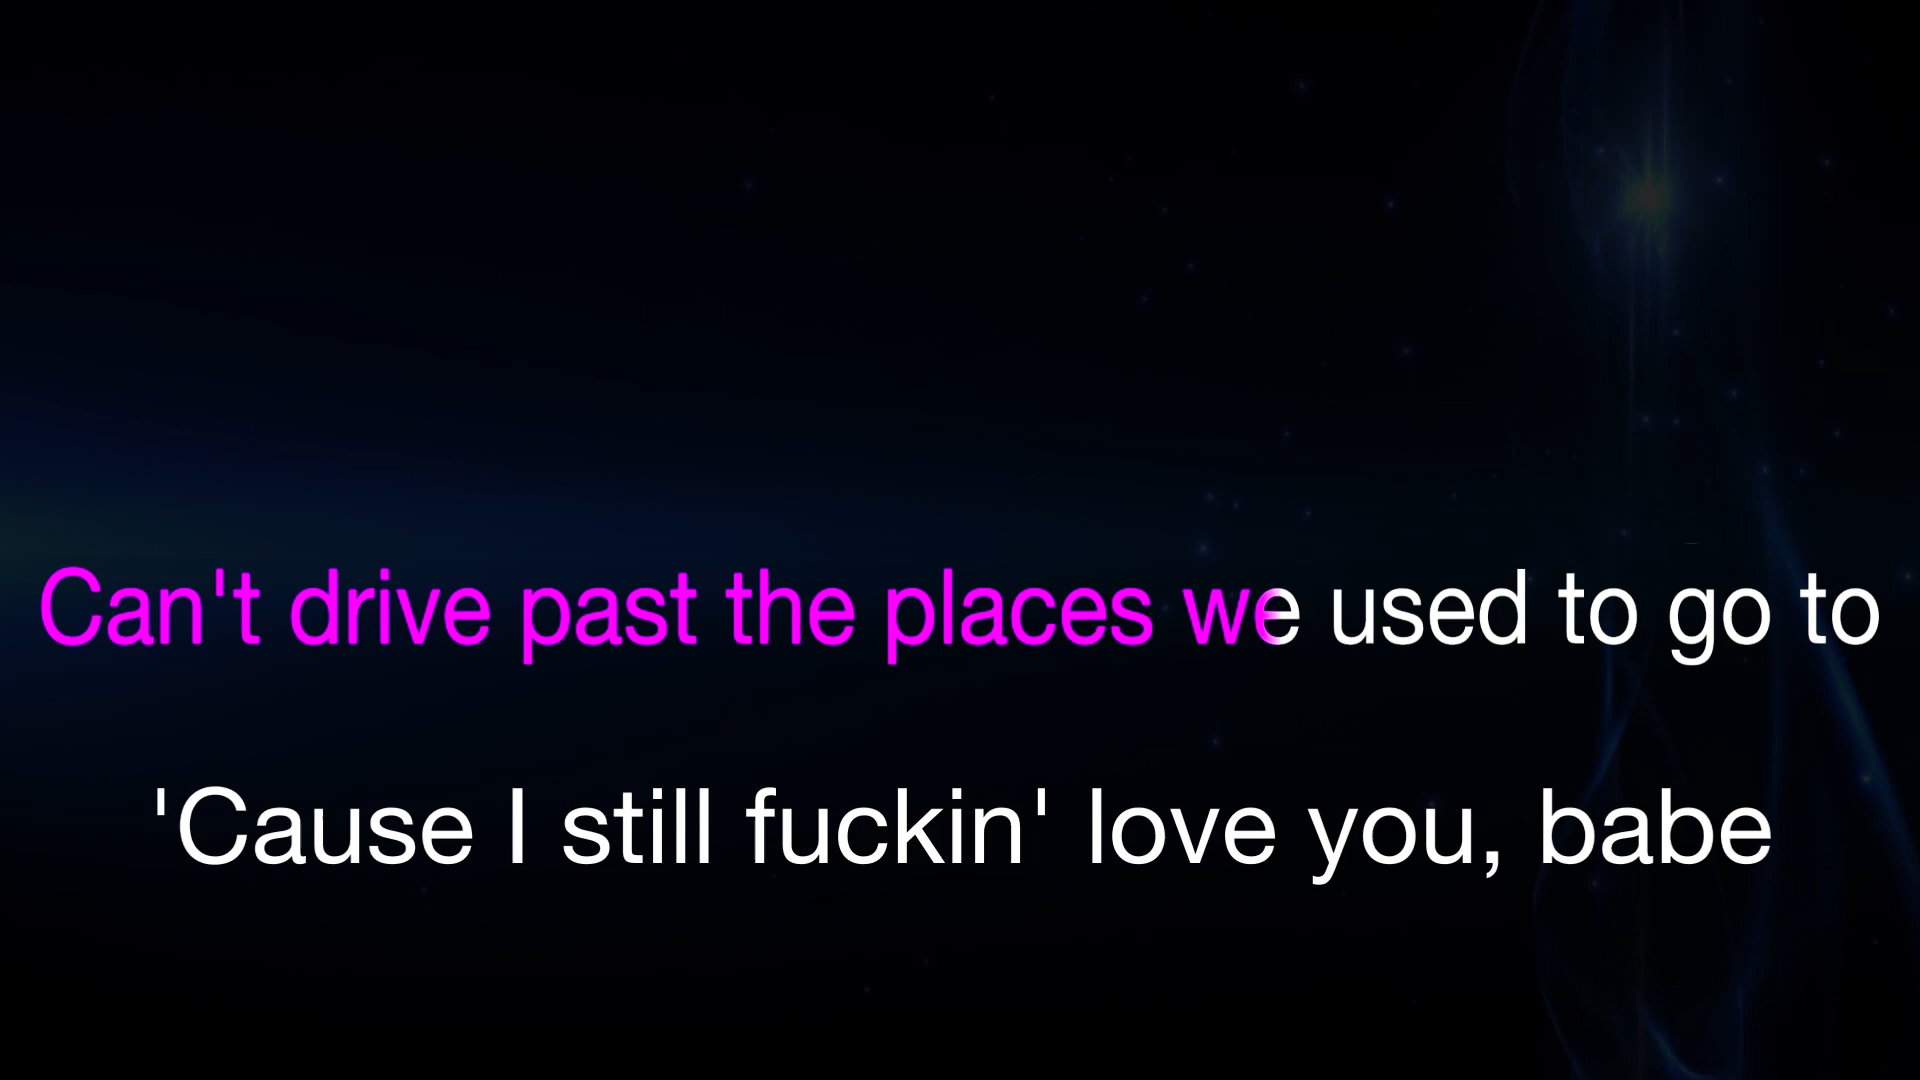 Can't drive past the places we used to go to
'Cause I still fuckin' love you, babe